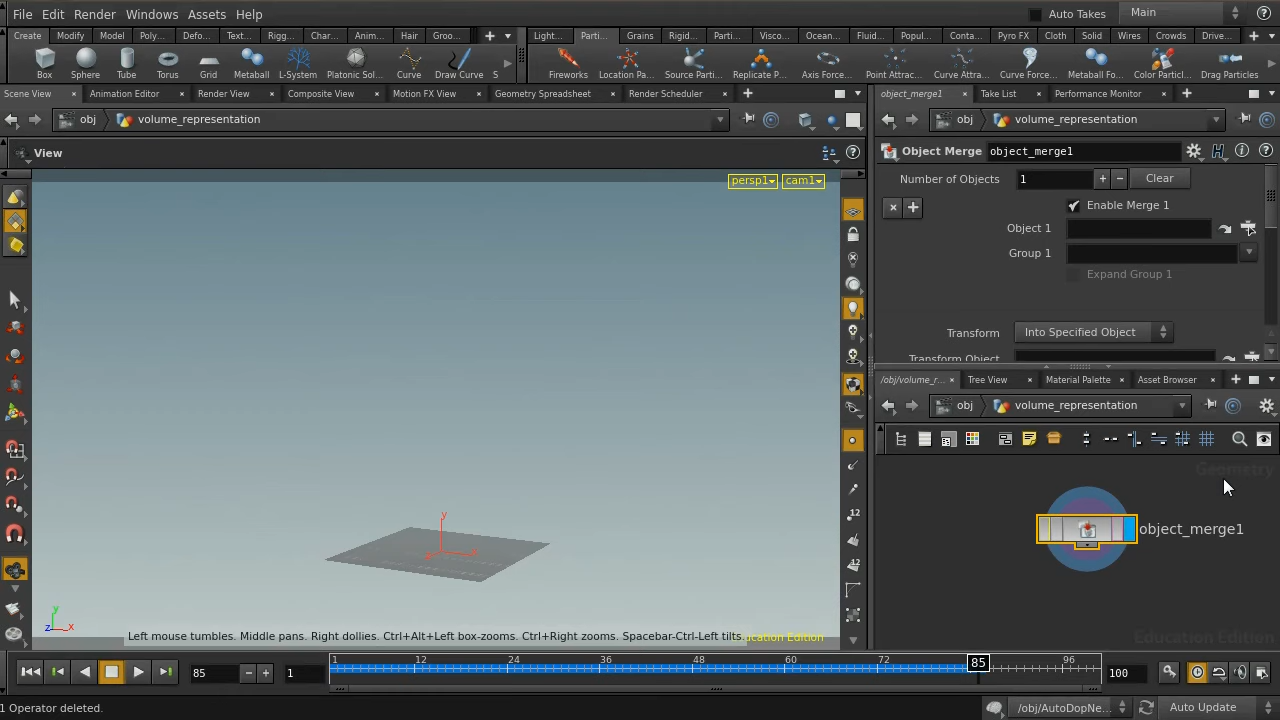 File Edit Render Windows Assets Help Auto Takes Main
Create Modify Model Poly... Defo... Text... Rigg... Char... Anim... Hair Groo... Light... Parti... Grains Rigid... Parti... Visco... Ocean... Fluid... Popul... Conta... Pyro FX Cloth Solid Wires Crowds Drive...
Box Sphere Tube Torus Grid Metaball L-System Platonic Sol... Curve Draw Curve S Fireworks Location Pa... Source Parti... Replicate P... Axis Force... Point Attrac... Curve Attra... Curve Force... Metaball Fo... Color Particl... Drag Particles
Scene View Animation Editor Render View Composite View Motion FX View Geometry Spreadsheet Render Scheduler object_merge1 Take List Performance Monitor
obj volume_representation obj volume_representation
View Object Merge object_merge1
persp1 cam1
Number of Objects 1 Clear
Enable Merge 1
Object 1
Group 1
Expand Group 1
Transform Into Specified Object
Transform Object
/obj/volume_r... Tree View Material Palette Asset Browser
obj volume_representation
Geometry
object_merge1
y
y
z x
Left mouse tumbles. Middle pans. Right dollies. Ctrl+Alt+Left box-zooms. Ctrl+Right zooms. Spacebar-Ctrl-Left tilts.
Education Edition
85 1 1 12 24 36 48 60 72 85 96 100
1 Operator deleted. /obj/AutoDopNe... Auto Update